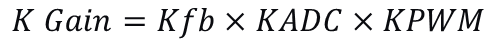 K Gain = Kfb × KADC × KPWM